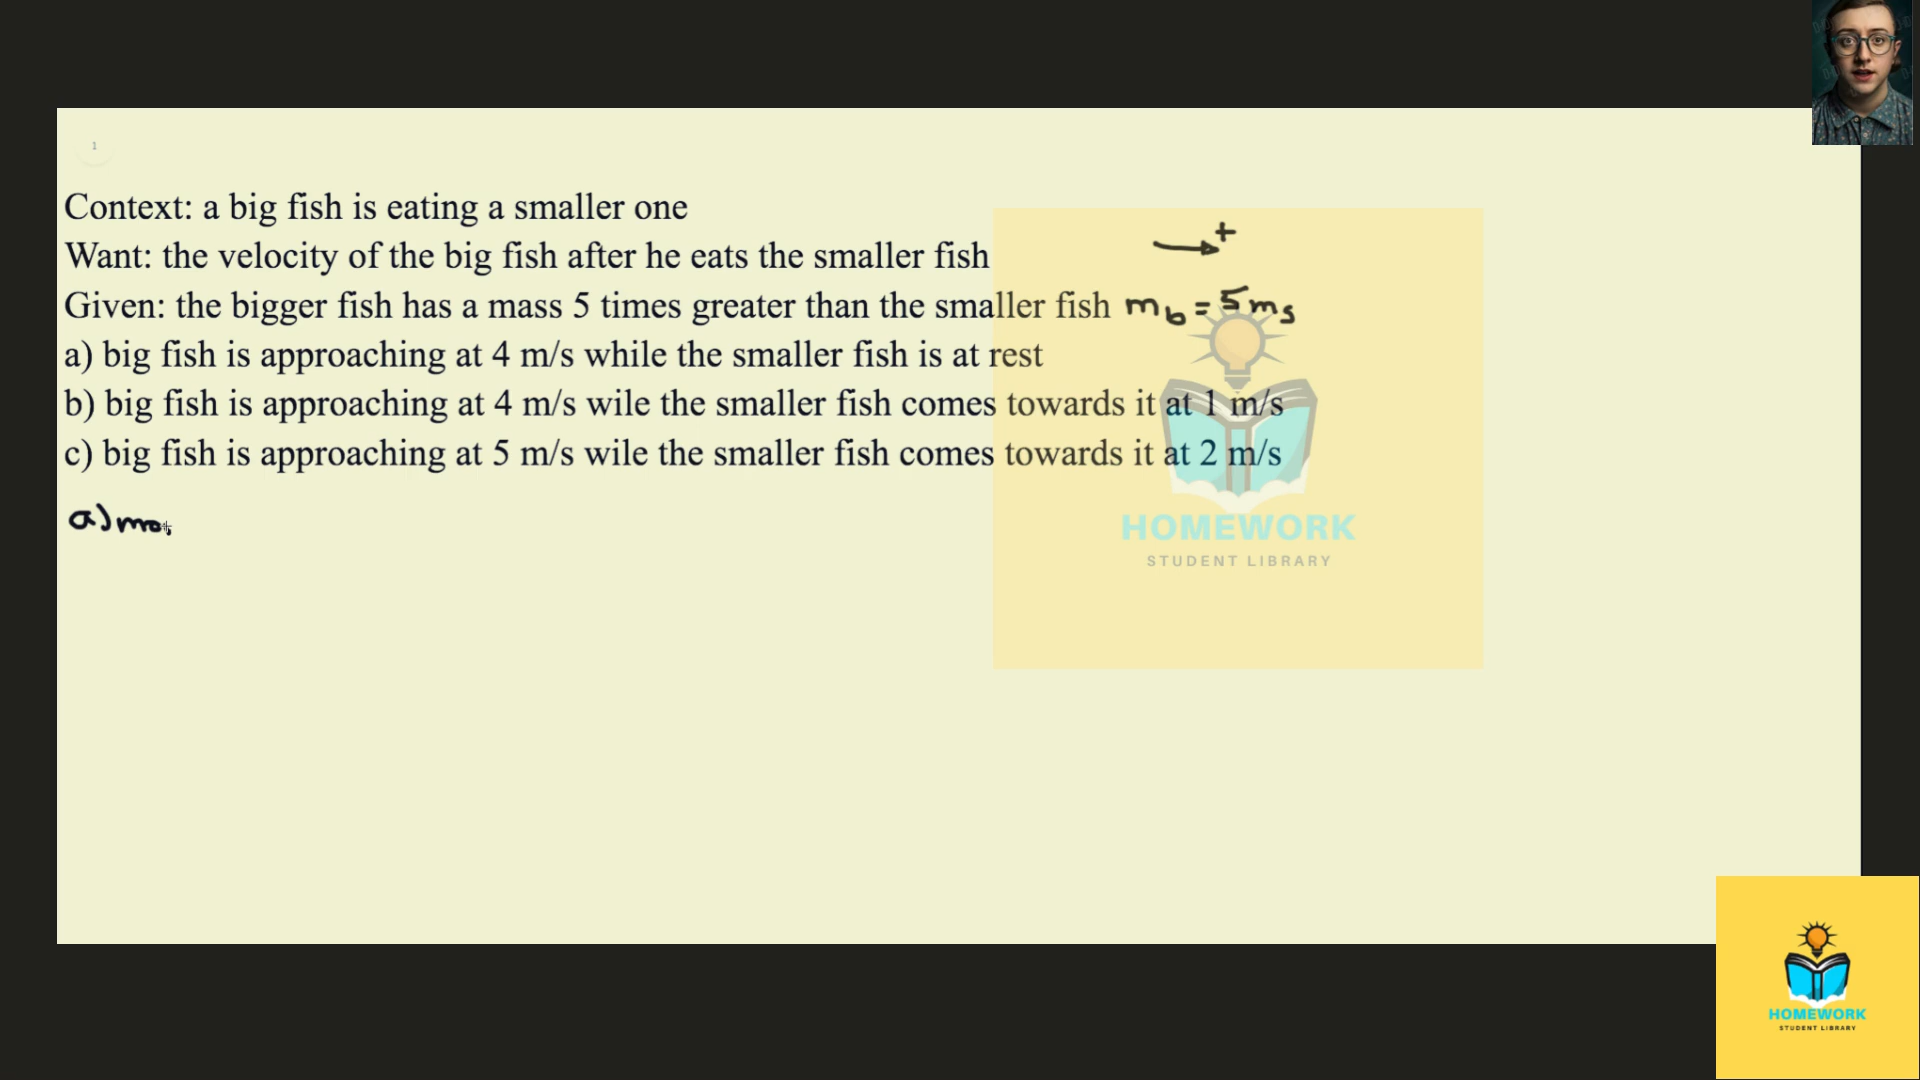 1
Context: a big fish is eating a smaller one
+
Want: the velocity of the big fish after he eats the smaller fish
Given: the bigger fish has a mass 5 times greater than the smaller fish mb = 5ms
a) big fish is approaching at 4 m/s while the smaller fish is at rest
b) big fish is approaching at 4 m/s wile the smaller fish comes towards it at 1 m/s
c) big fish is approaching at 5 m/s wile the smaller fish comes towards it at 2 m/s
a)
HOMEWORK
STUDENT LIBRARY
HOMEWORK
STUDENT LIBRARY